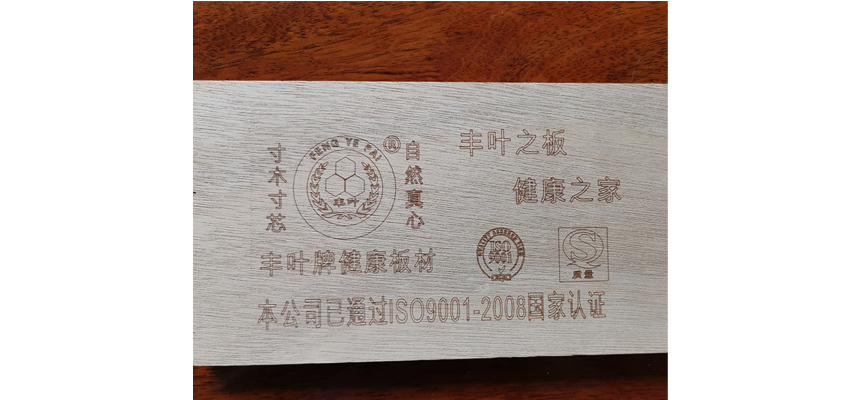 寸木寸芯
FENG YE PAI
丰叶
®
自然真心
丰叶之板
健康之家
丰叶牌健康板材
ISO
9001
质量
本公司已通过ISO9001-2008国家认证